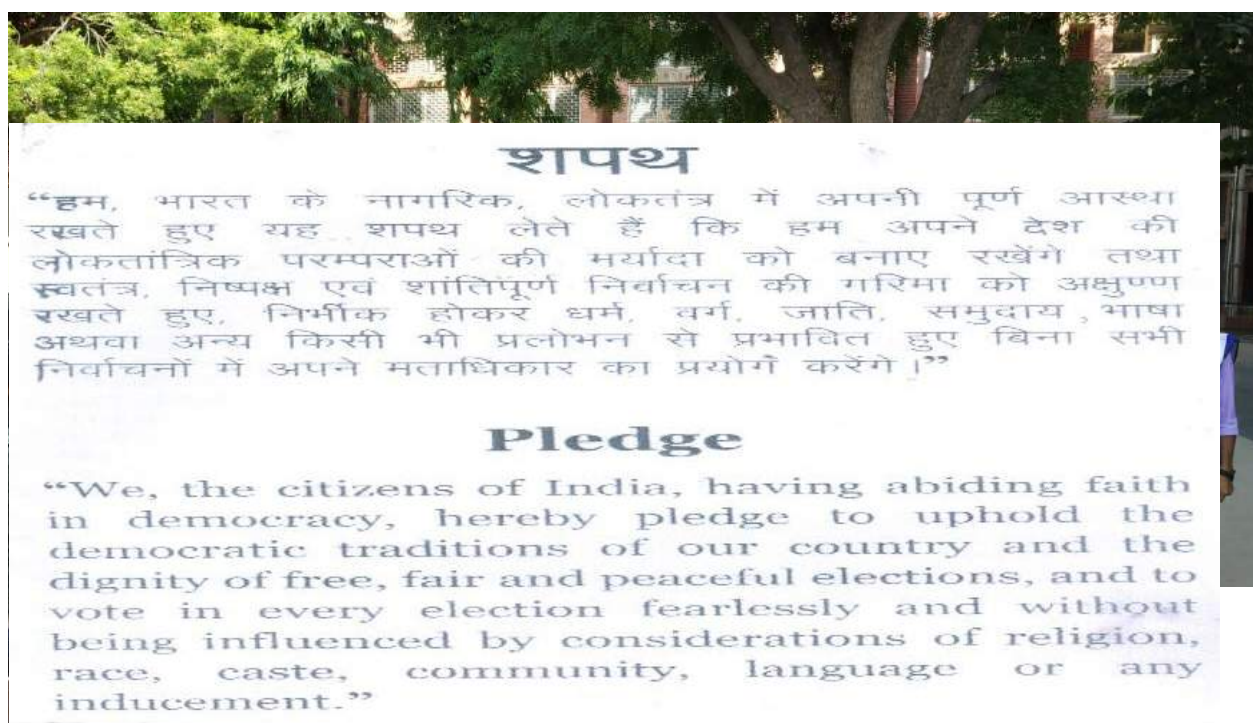 शपथ
“हम, भारत के नागरिक, लोकतंत्र में अपनी पूर्ण आस्था
रखते हुए यह शपथ लेते हैं कि हम अपने देश की
लोकतांत्रिक परम्पराओं की मर्यादा को बनाए रखेंगे तथा
स्वतंत्र, निष्पक्ष एवं शांतिपूर्ण निर्वाचन की गरिमा को अक्षुण्ण
रखते हुए, निर्भीक होकर धर्म, वर्ग, जाति, समुदाय, भाषा
अथवा अन्य किसी भी प्रलोभन से प्रभावित हुए बिना सभी
निर्वाचनों में अपने मताधिकार का प्रयोग करेंगे।”
Pledge
“We, the citizens of India, having abiding faith
in democracy, hereby pledge to uphold the
democratic traditions of our country and the
dignity of free, fair and peaceful elections, and to
vote in every election fearlessly and without
being influenced by considerations of religion,
race, caste, community, language or any
inducement.”